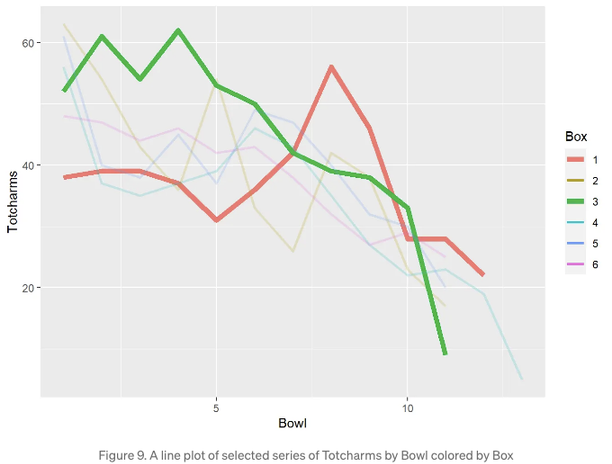 60
40
20
Totcharms
5
10
Bowl
Box
1
2
3
4
5
6
Figure 9. A line plot of selected series of Totcharms by Bowl colored by Box